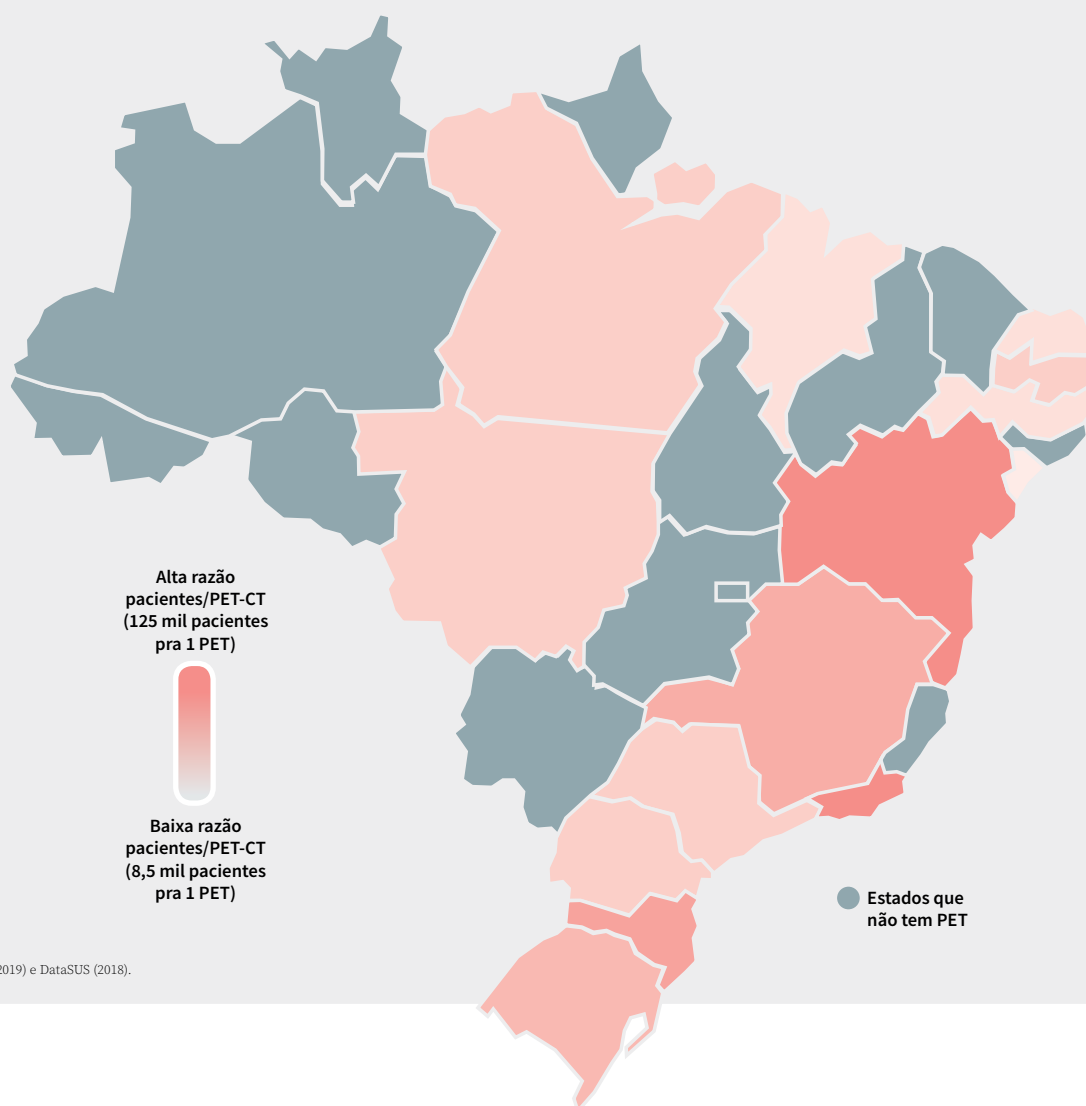 Alta razão
pacientes/PET-CT
(125 mil pacientes
pra 1 PET)
Baixa razão
pacientes/PET-CT
(8,5 mil pacientes
pra 1 PET)
Estados que
não tem PET
2019) e DataSUS (2018).